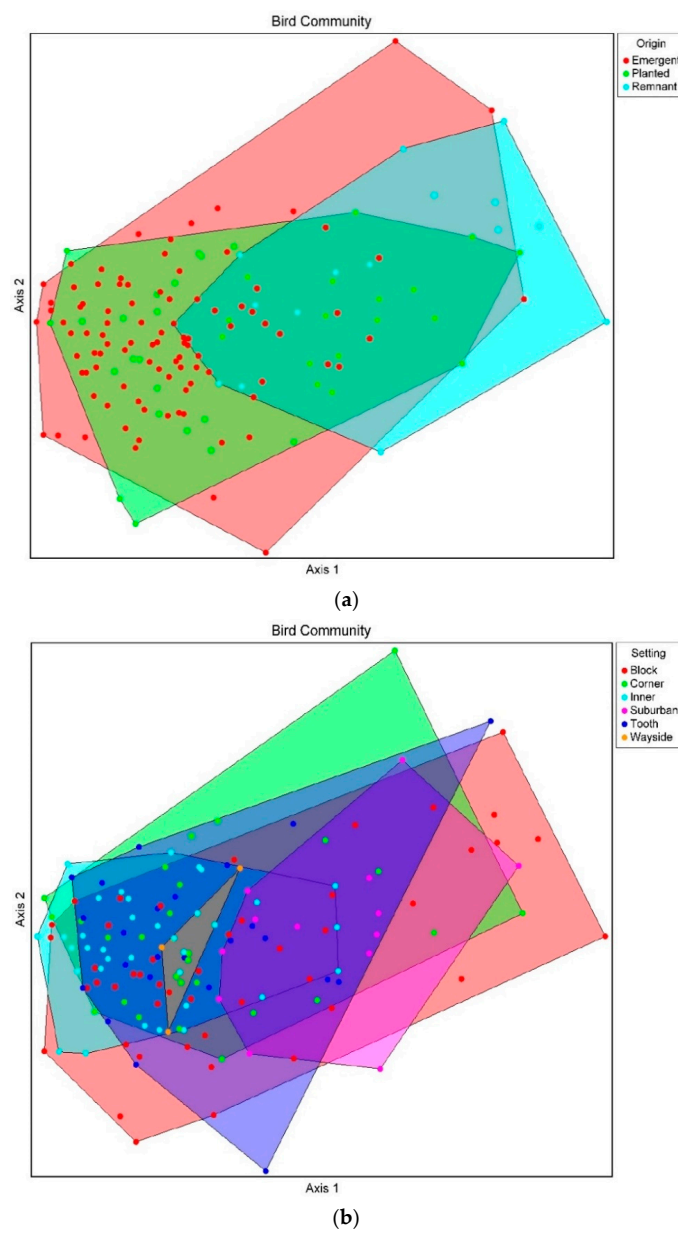 Bird Community
Origin
Emergent
Planted
Remnant
Axis 2
Axis 1
(a)
Bird Community
Setting
Block
Corner
Inner
Suburban
Tooth
Wayside
Axis 2
Axis 1
(b)